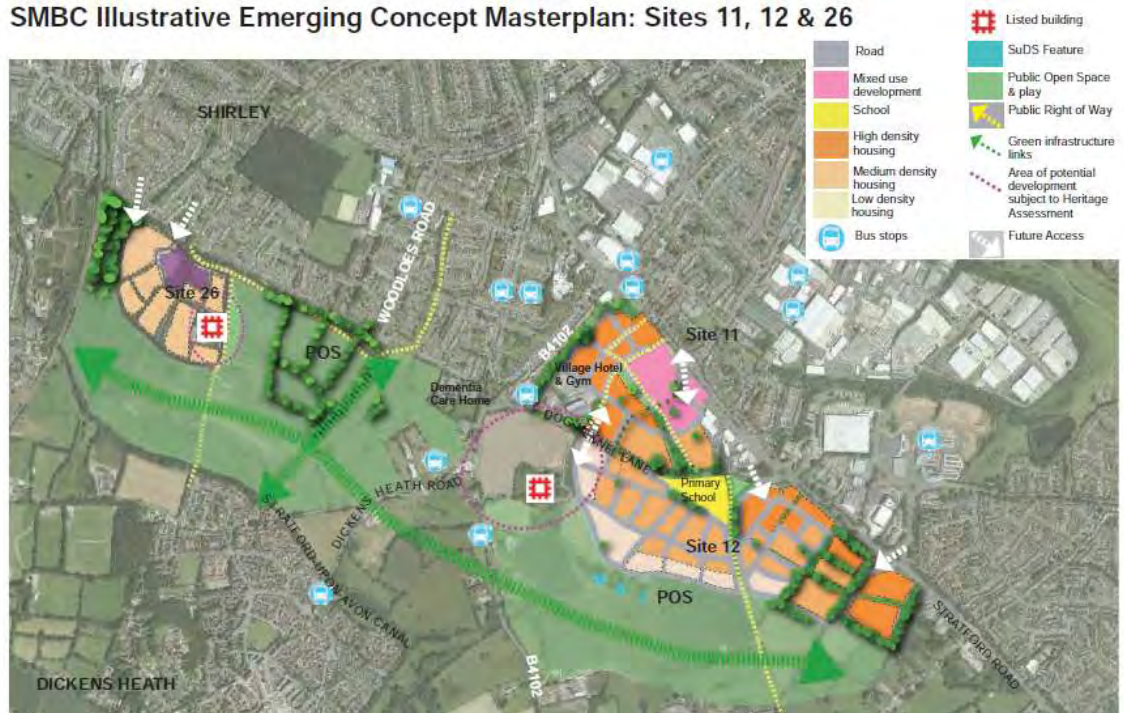 SMBC Illustrative Emerging Concept Masterplan: Sites 11, 12 & 26
Listed building
Road
SuDS Feature
Mixed use
development
Public Open Space
& play
School
Public Right of Way
High density
housing
Green infrastructure
links
Medium density
housing
Area of potential
development
subject to Heritage
Assessment
Low density
housing
Bus stops
Future Access
SHIRLEY
WOODLOES ROAD
Site 26
POS
B4102
Site 11
Village Hotel
& Gym
Dementia
Care Home
DOG KENNEL LANE
DICKENS HEATH ROAD
Primary
School
Site 12
STRATFORD-UPON-AVON CANAL
POS
STRATFORD ROAD
B4102
DICKENS HEATH